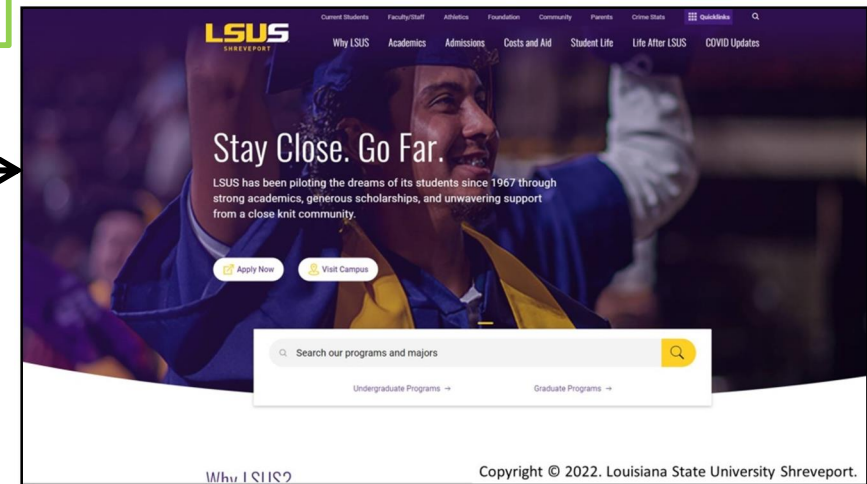 Current Students Faculty/Staff Athletics Foundation Community Parents Crime Stats Quicklinks
LSUS
SHREVEPORT
Why LSUS Academics Admissions Costs and Aid Student Life Life After LSUS COVID Updates
Stay Close. Go Far.
LSUS has been piloting the dreams of its students since 1967 through
strong academics, generous scholarships, and unwavering support
from a close knit community.
Apply Now Visit Campus
Search our programs and majors
Undergraduate Programs → Graduate Programs →
Why LSUS?
Copyright © 2022. Louisiana State University Shreveport.